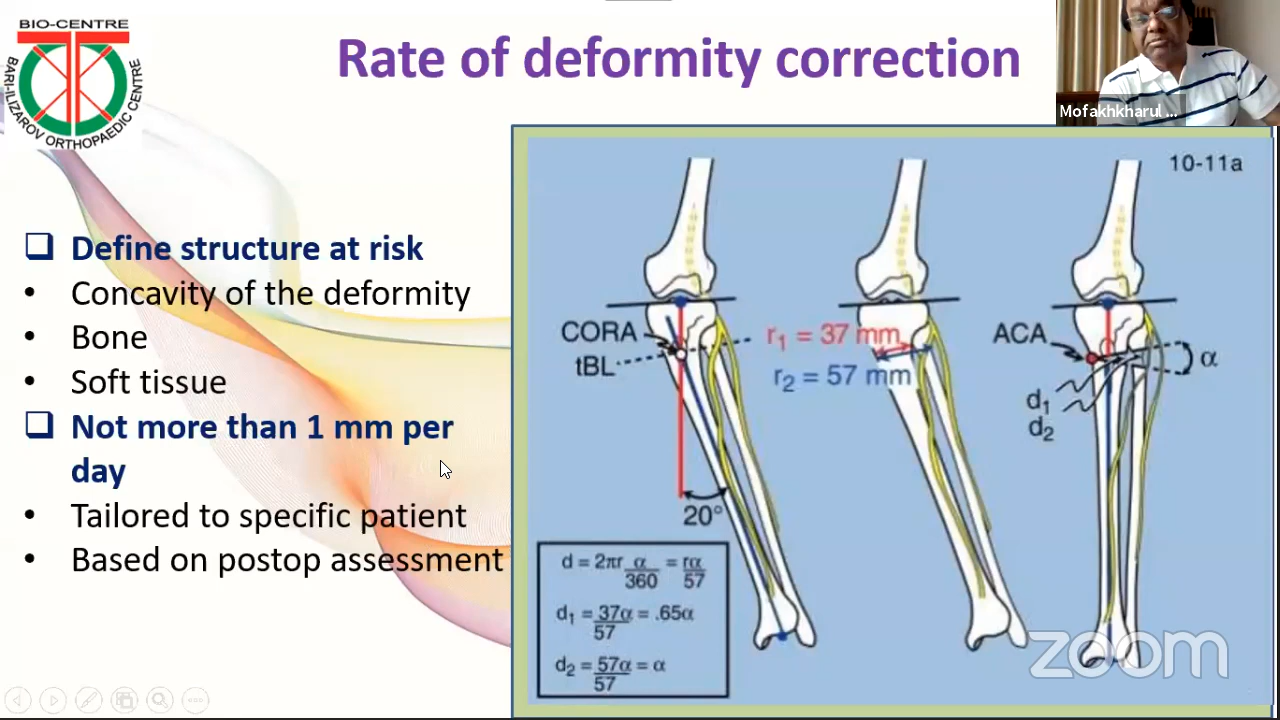 BIO-CENTRE
BARI-ILIZAROV ORTHOPAEDIC CENTRE
Rate of deformity correction
Mofakhkharul ...
❑ Define structure at risk
• Concavity of the deformity
• Bone
• Soft tissue
❑ Not more than 1 mm per
day
• Tailored to specific patient
• Based on postop assessment
10-11a
CORA
tBL
r₁ = 37 mm
r₂ = 57 mm
ACA
α
d₁
d₂
20°
d = 2πr α/360 = rα/57
d₁ = 37α/57 = .65α
d₂ = 57α/57 = α
zoom